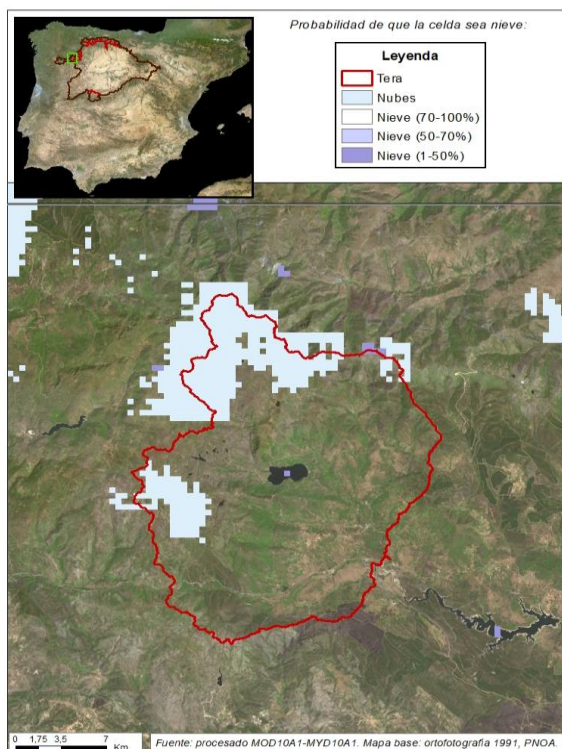 Probabilidad de que la celda sea nieve:
Leyenda
Tera
Nubes
Nieve (70-100%)
Nieve (50-70%)
Nieve (1-50%)
0 1,75 3,5 7
Km
Fuente: procesado MOD10A1-MYD10A1. Mapa base: ortofotografía 1991, PNOA.